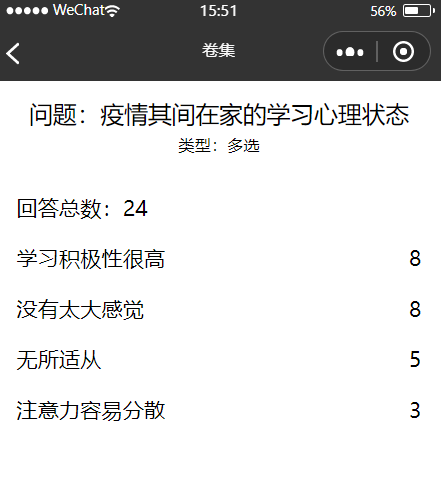 ●●●●● WeChat 15:51 56%
卷集
问题：疫情其间在家的学习心理状态
类型：多选
回答总数：24
学习积极性很高 8
没有太大感觉 8
无所适从 5
注意力容易分散 3